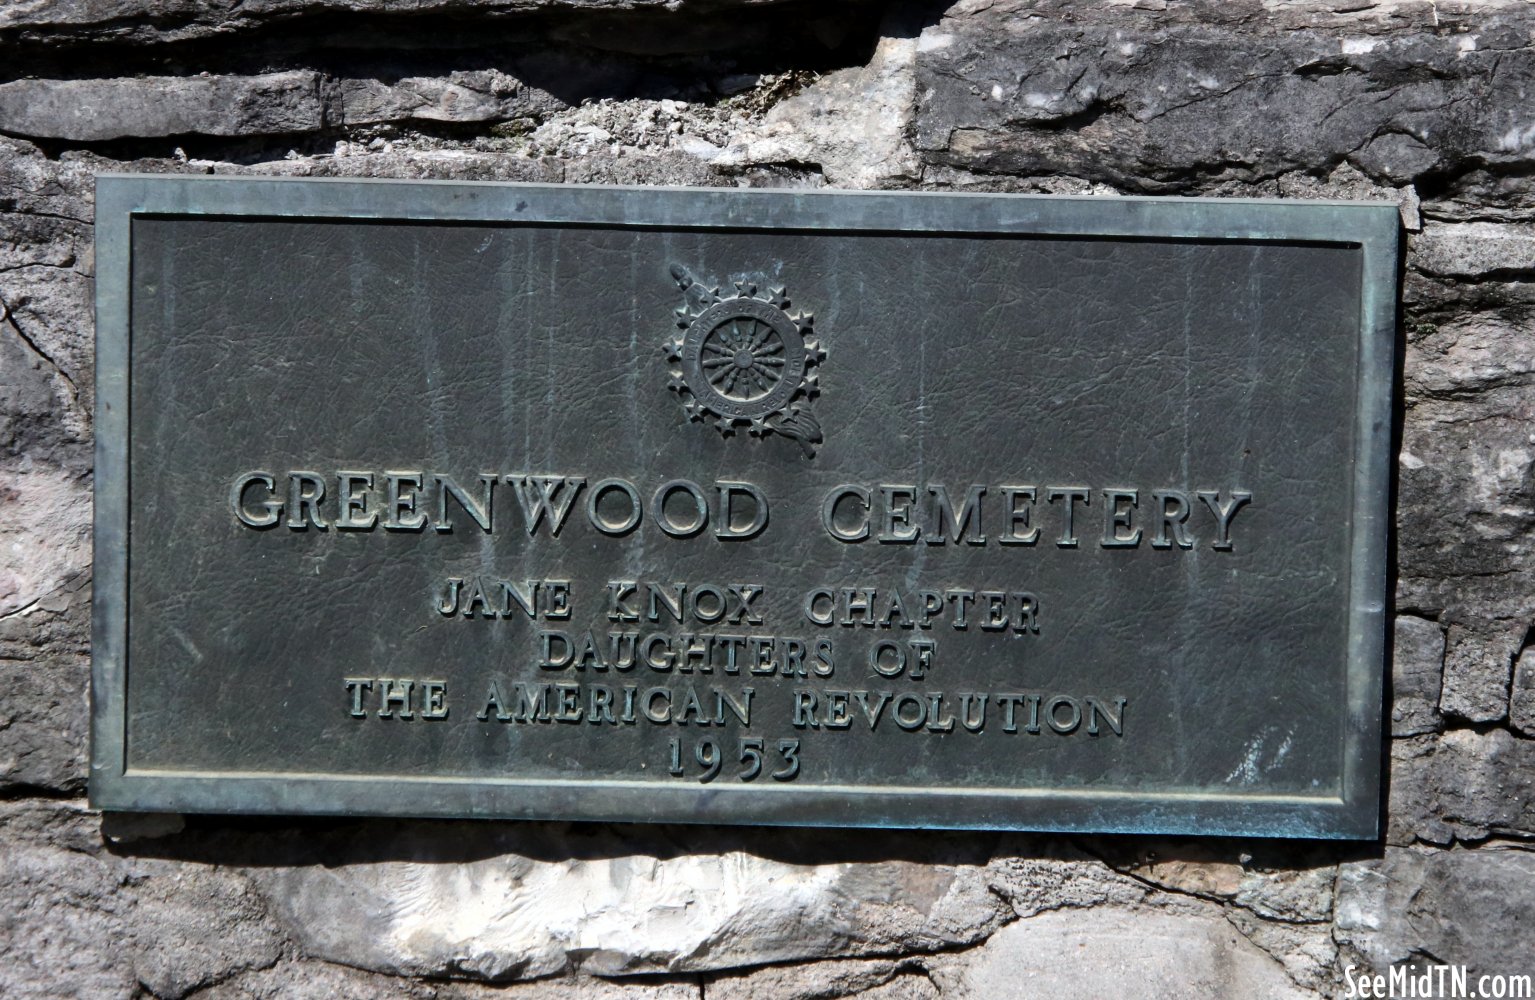 GREENWOOD CEMETERY
JANE KNOX CHAPTER
DAUGHTERS OF
THE AMERICAN REVOLUTION
1953
SeeMidTN.com